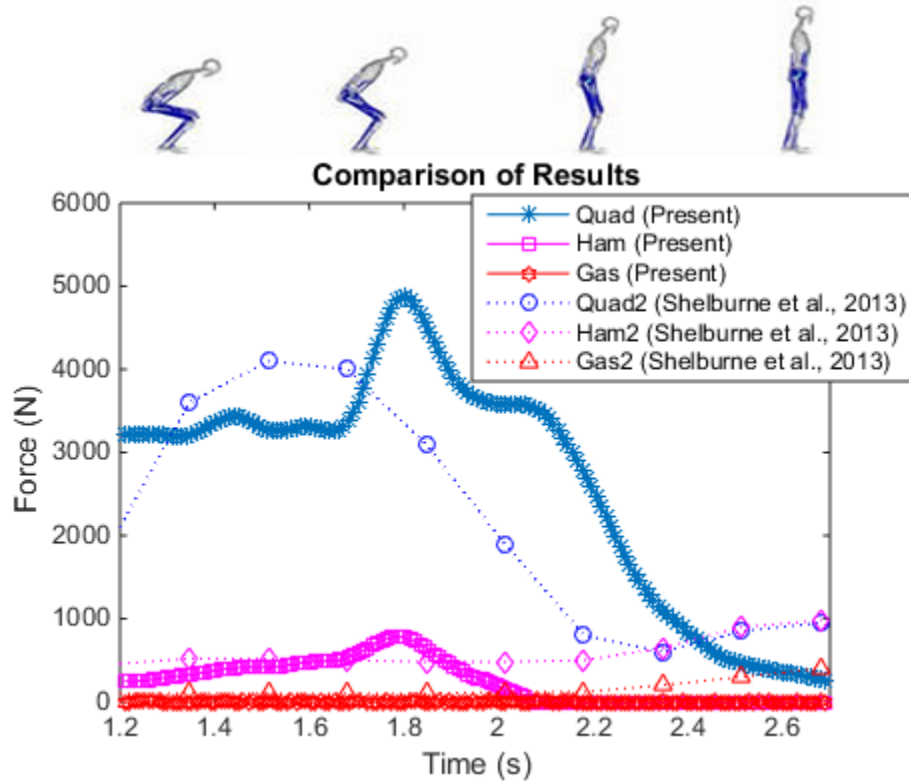 Comparison of Results
6000
5000
4000
3000
2000
1000
0
Force (N)
Quad (Present)
Ham (Present)
Gas (Present)
Quad2 (Shelburne et al., 2013)
Ham2 (Shelburne et al., 2013)
Gas2 (Shelburne et al., 2013)
1.2 1.4 1.6 1.8 2 2.2 2.4 2.6
Time (s)